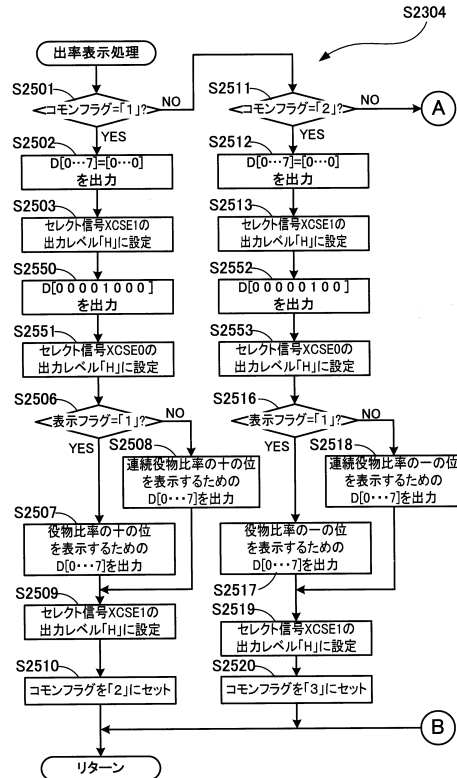 S2304
出率表示処理
S2501
コモンフラグ=「1」?
NO
YES
S2502
D[0・・・7]=[0・・・0]
を出力
S2503
セレクト信号XCSE1の
出力レベル「H」に設定
S2550
D[0 0 0 0 1 0 0 0]
を出力
S2551
セレクト信号XCSE0の
出力レベル「H」に設定
S2506
表示フラグ=「1」?
NO
YES
S2508
連続役物比率の十の位
を表示するための
D[0・・・7]を出力
S2507
役物比率の十の位
を表示するための
D[0・・・7]を出力
S2509
セレクト信号XCSE1の
出力レベル「H」に設定
S2510
コモンフラグを「2」にセット
リターン
S2511
コモンフラグ=「2」?
NO
A
YES
S2512
D[0・・・7]=[0・・・0]
を出力
S2513
セレクト信号XCSE1の
出力レベル「H」に設定
S2552
D[0 0 0 0 0 1 0 0]
を出力
S2553
セレクト信号XCSE0の
出力レベル「H」に設定
S2516
表示フラグ=「1」?
NO
YES
S2518
連続役物比率の一の位
を表示するための
D[0・・・7]を出力
役物比率の一の位
を表示するための
D[0・・・7]を出力
S2517
S2519
セレクト信号XCSE1の
出力レベル「H」に設定
S2520
コモンフラグを「3」にセット
B